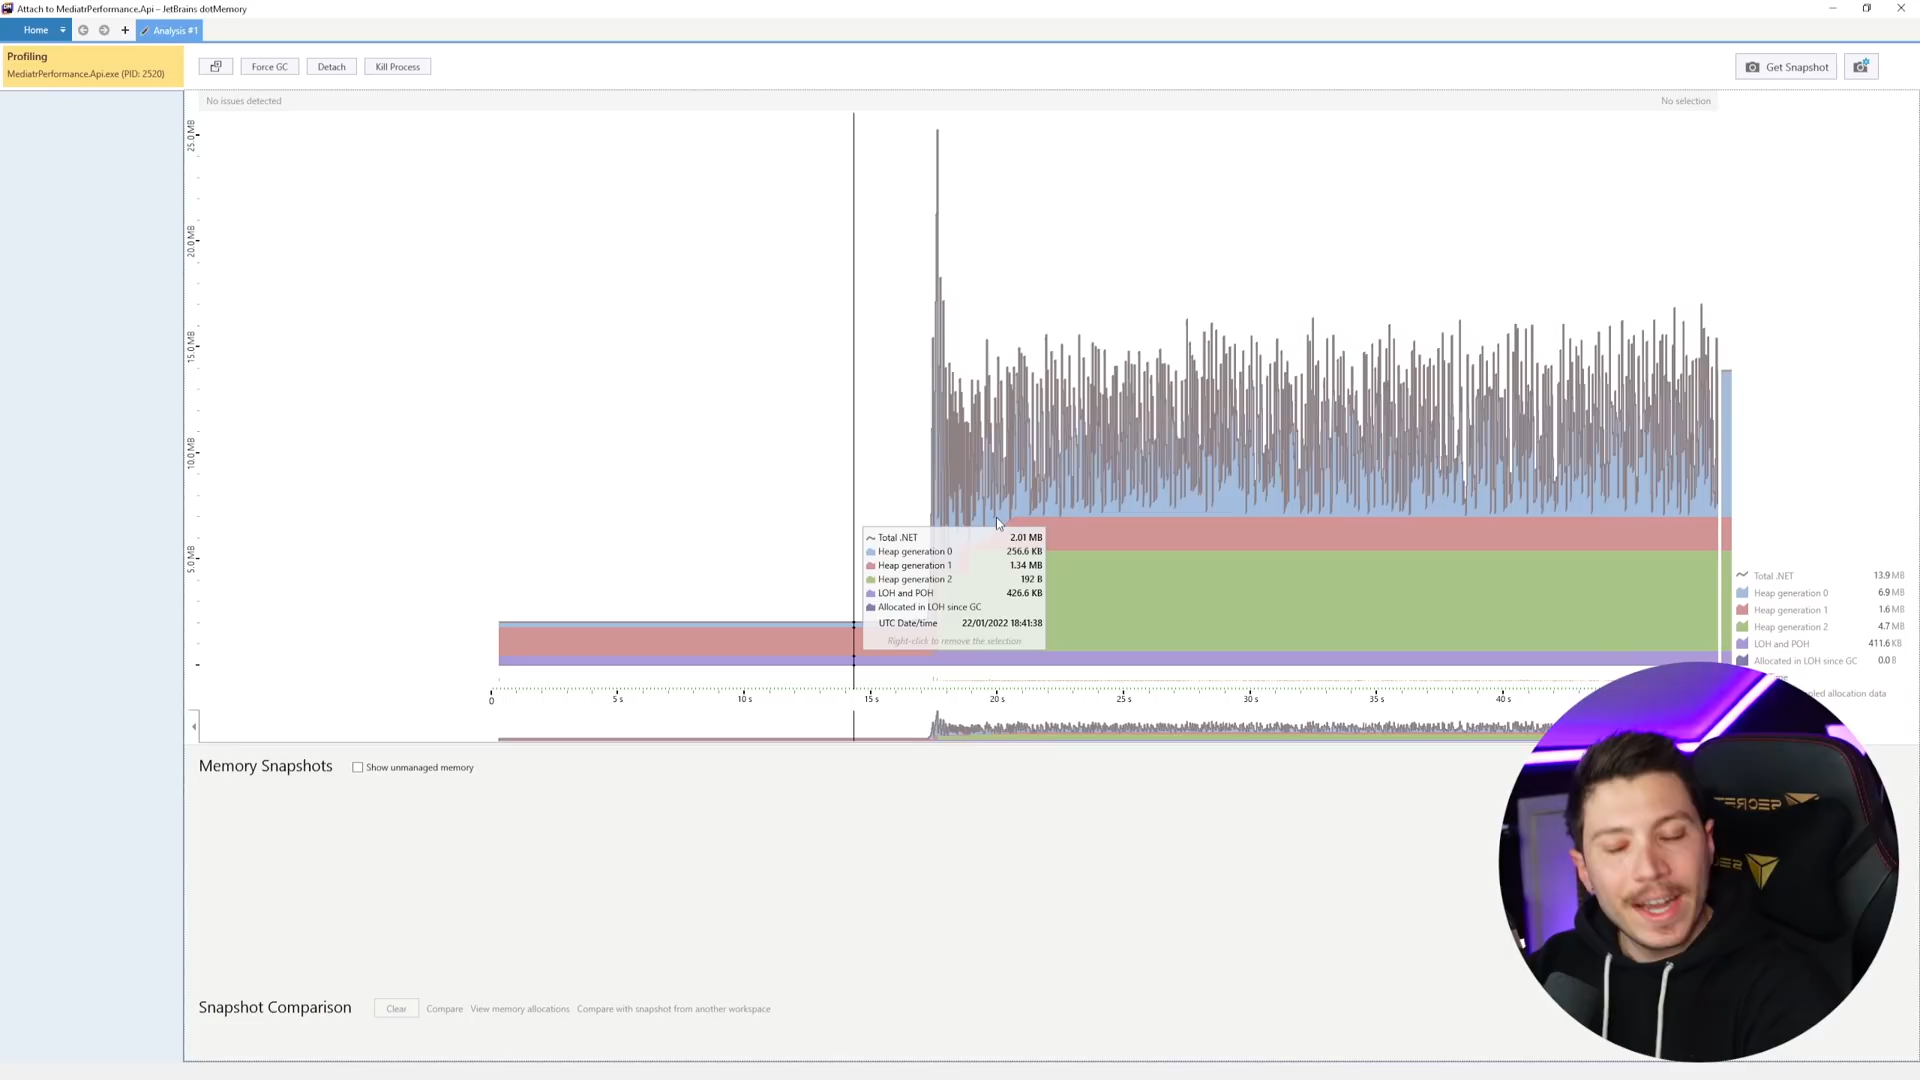 Attach to MediatrPerformance.Api – JetBrains dotMemory
Home
Analysis #1
Profiling
MediatrPerformance.Api.exe (PID: 2520)
Force GC
Detach
Kill Process
Get Snapshot
No issues detected
No selection
25.0 MB
20.0 MB
15.0 MB
10.0 MB
5.0 MB
Total .NET 2.01 MB
Heap generation 0 256.6 KB
Heap generation 1 1.34 MB
Heap generation 2 192 B
LOH and POH 426.6 KB
Allocated in LOH since GC
UTC Date/time 22/01/2022 18:41:38
Right-click to remove the selection
Total .NET 13.9 MB
Heap generation 0 6.9 MB
Heap generation 1 1.6 MB
Heap generation 2 4.7 MB
LOH and POH 411.6 KB
Allocated in LOH since GC 0.0 B
allocation data
0 5 s 10 s 15 s 20 s 25 s 30 s 35 s 40 s
Memory Snapshots
Show unmanaged memory
Snapshot Comparison
Clear
Compare
View memory allocations
Compare with snapshot from another workspace